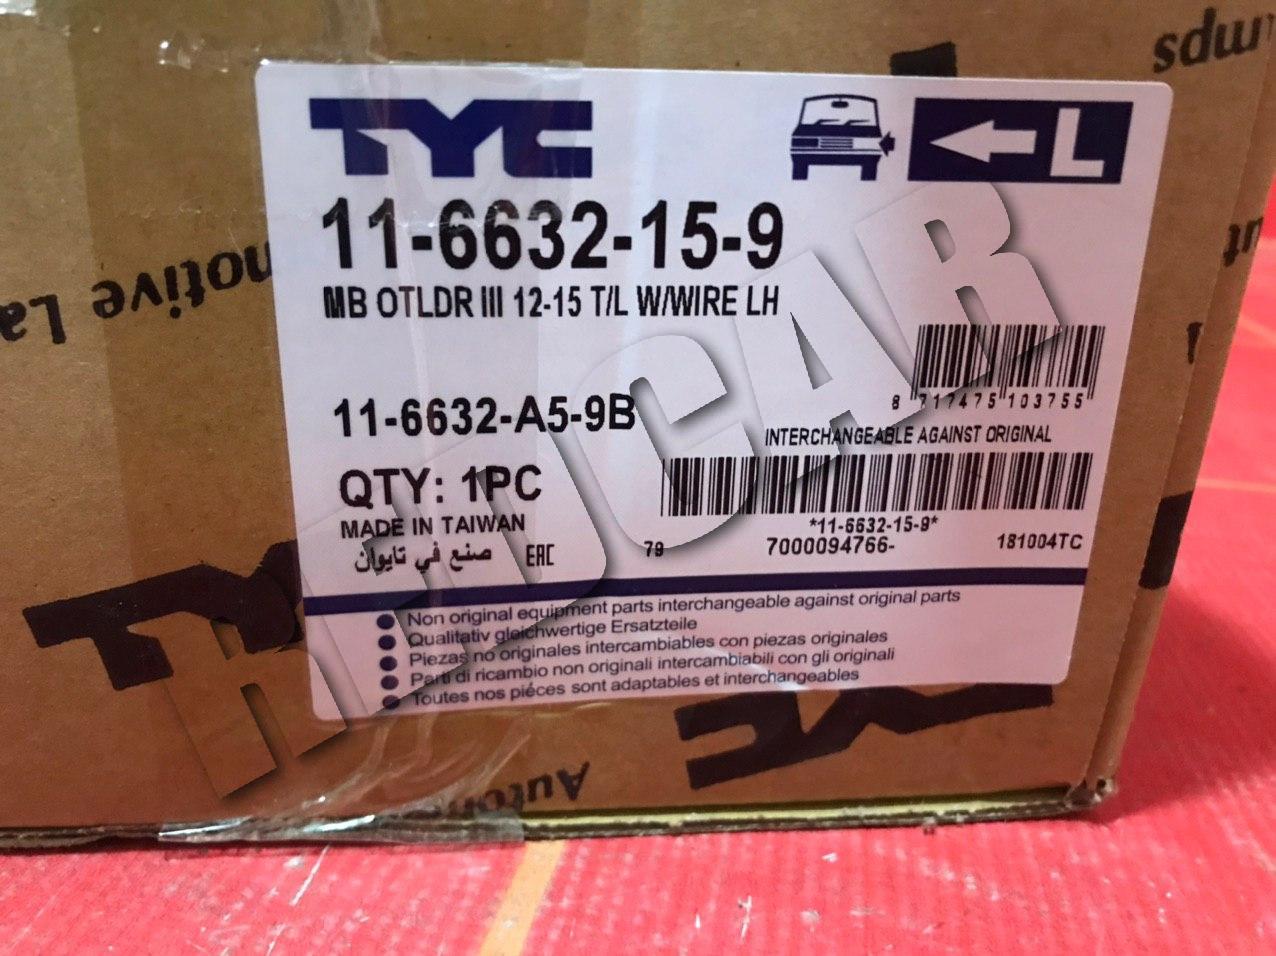 TYC
L
11-6632-15-9
MB OTLDR III 12-15 T/L W/WIRE LH
8 717475 103755
11-6632-A5-9B
INTERCHANGEABLE AGAINST ORIGINAL
QTY: 1PC
*11-6632-15-9*
MADE IN TAIWAN
صنع في تايوان
EAC
79
7000094766-
181004TC
Non original equipment parts interchangeable against original parts
Qualitativ gleichwertige Ersatzteile
Piezas no originales intercambiables con piezas originales
Parti di ricambio non originali intercambiabili con gli originali
Toutes nos piéces sont adaptables et interchangeables
HDCAR
TYC